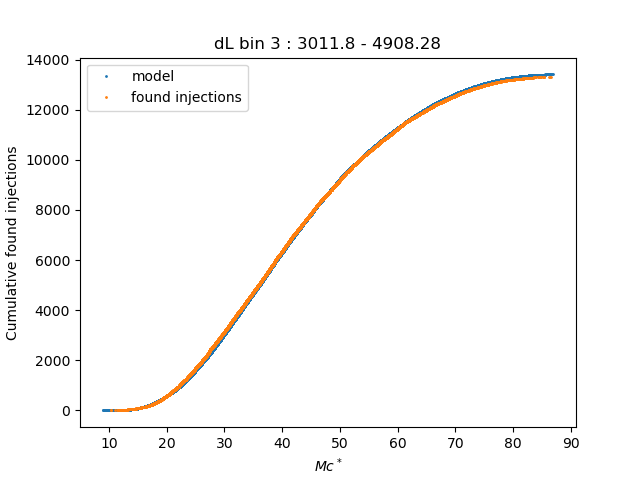 dL bin 3 : 3011.8 - 4908.28
model
found injections
Cumulative found injections
14000
12000
10000
8000
6000
4000
2000
0
10 20 30 40 50 60 70 80 90
Mc*